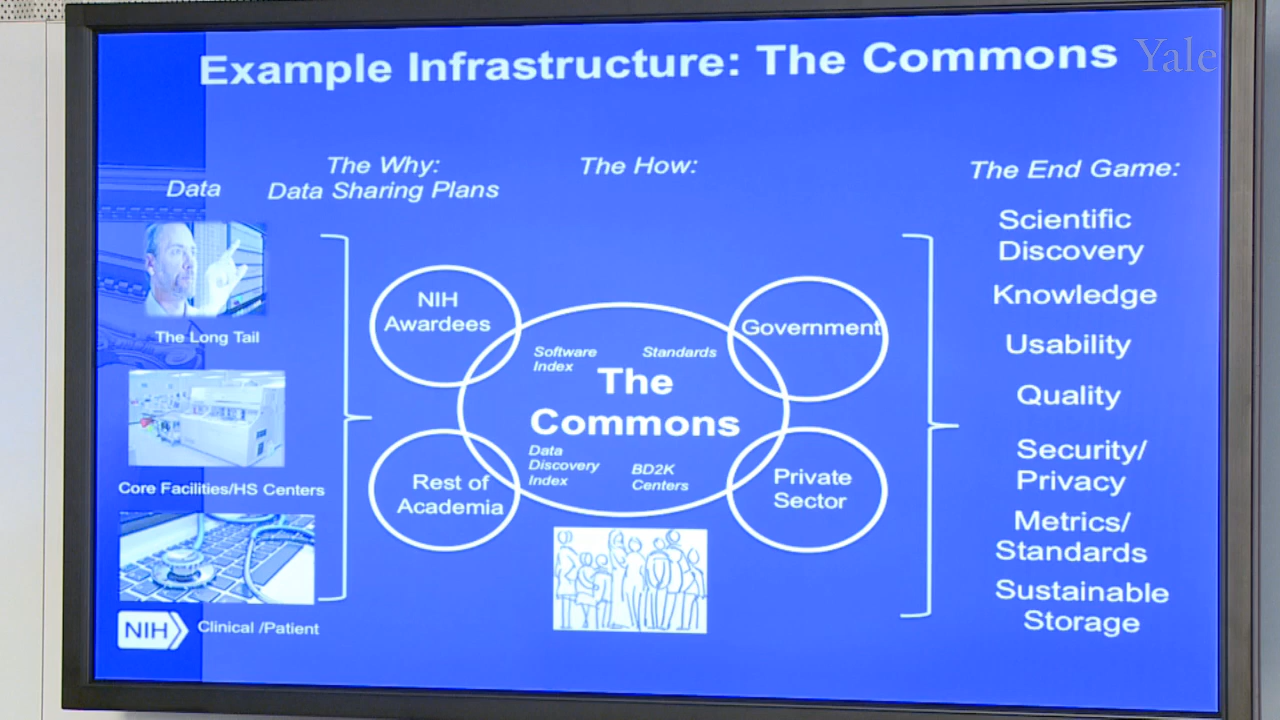 Example Infrastructure: The Commons
Yale
Data
The Why:
Data Sharing Plans
The How:
The End Game:
The Long Tail
Core Facilities/HS Centers
NIH
Clinical /Patient
NIH
Awardees
Rest of
Academia
Software
Index
Standards
The
Commons
Data
Discovery
Index
BD2K
Centers
Government
Private
Sector
Scientific
Discovery
Knowledge
Usability
Quality
Security/
Privacy
Metrics/
Standards
Sustainable
Storage